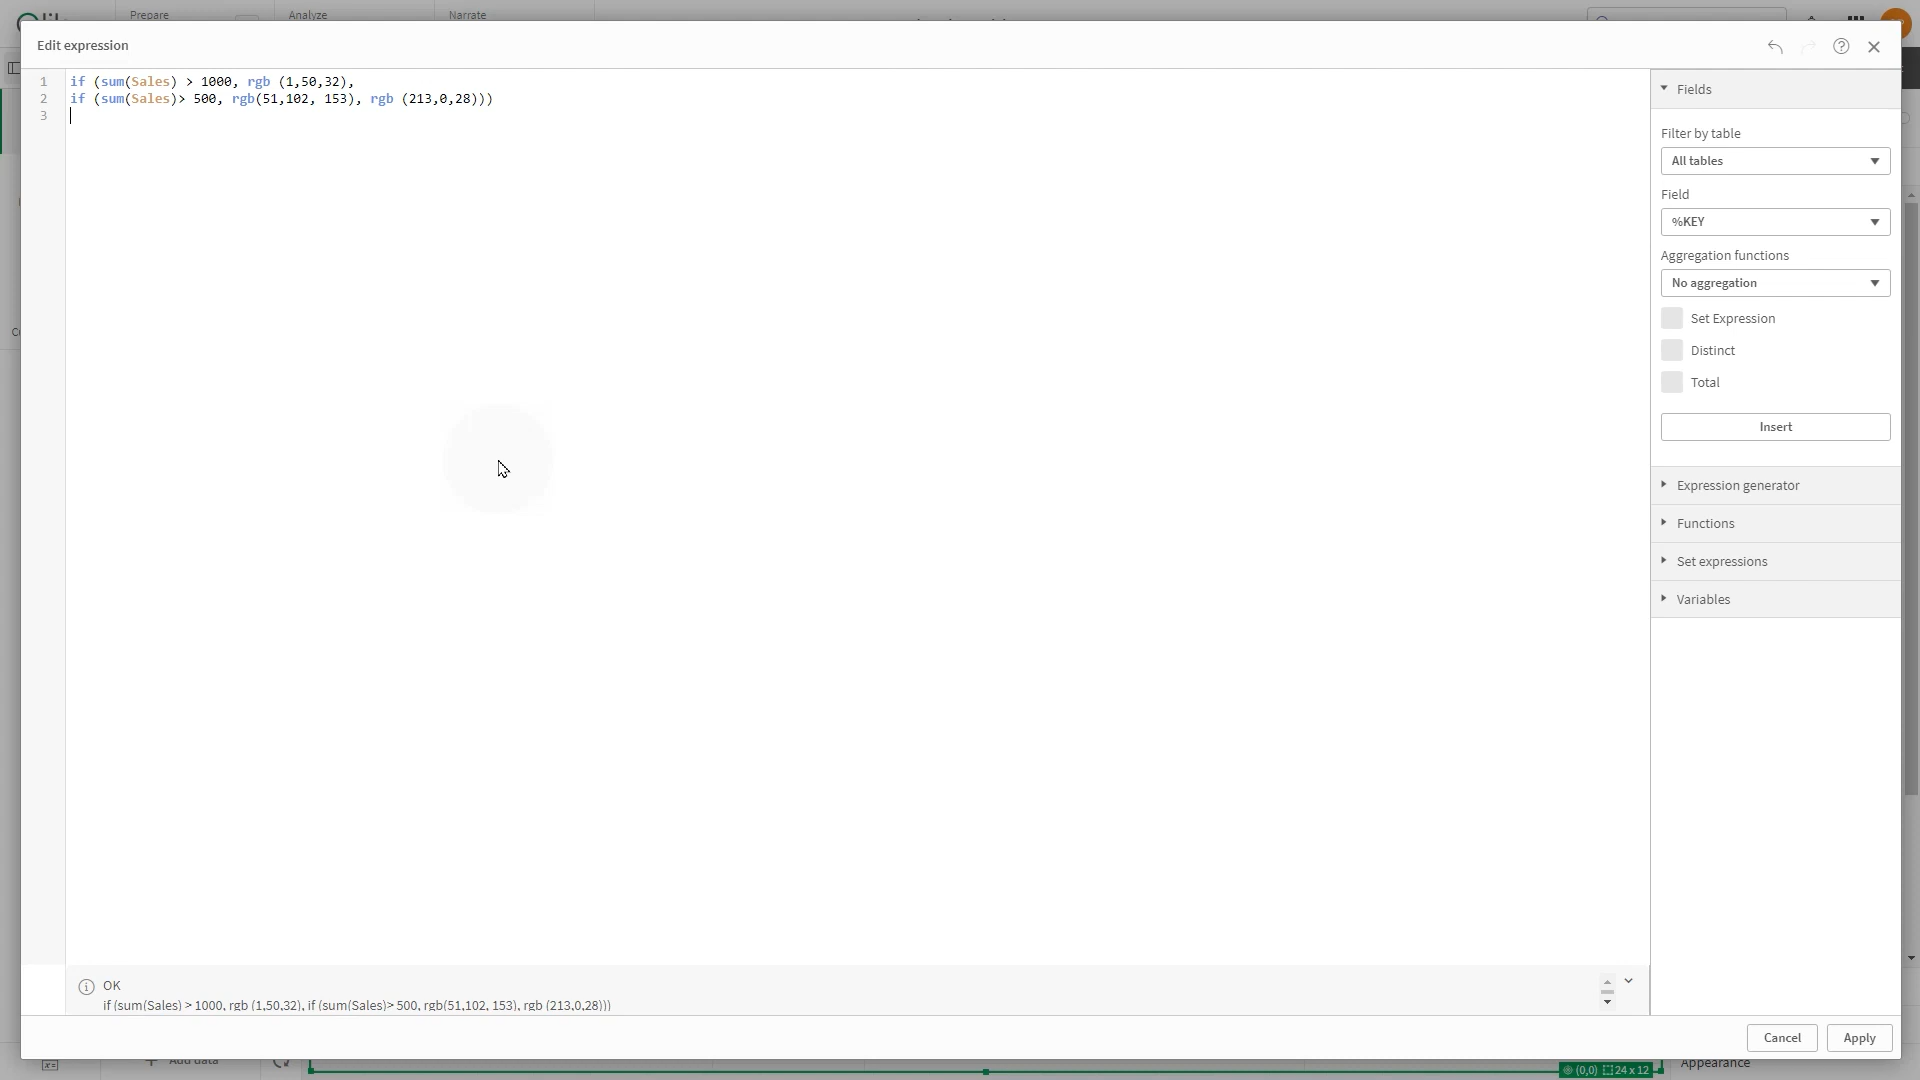 Prepare
Analyze
Narrate
Edit expression
1 if (sum(Sales) > 1000, rgb (1,50,32),
2 if (sum(Sales)> 500, rgb(51,102, 153), rgb (213,0,28)))
3
Fields
Filter by table
All tables
Field
%KEY
Aggregation functions
No aggregation
Set Expression
Distinct
Total
Insert
Expression generator
Functions
Set expressions
Variables
OK
if (sum(Sales) > 1000, rgb (1,50,32), if (sum(Sales)> 500, rgb(51,102, 153), rgb (213,0,28)))
Cancel
Apply
Add data
(0,0) 24 x 12
Appearance